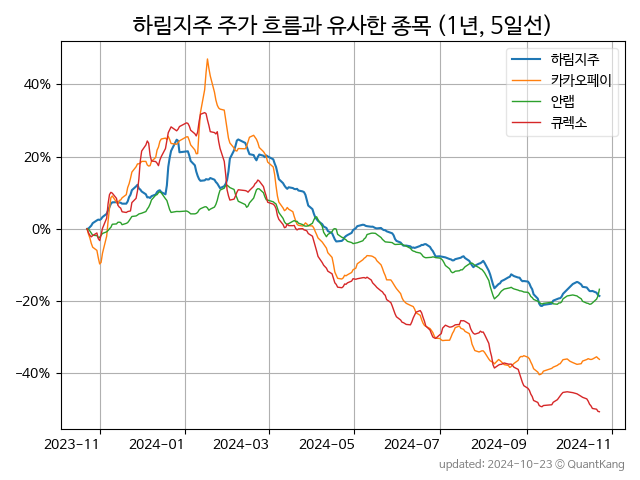 하림지주 주가 흐름과 유사한 종목 (1년, 5일선)
하림지주
카카오페이
안랩
큐렉소
40%
20%
0%
−20%
−40%
2023-11
2024-01
2024-03
2024-05
2024-07
2024-09
2024-11
updated: 2024-10-23 © QuantKang